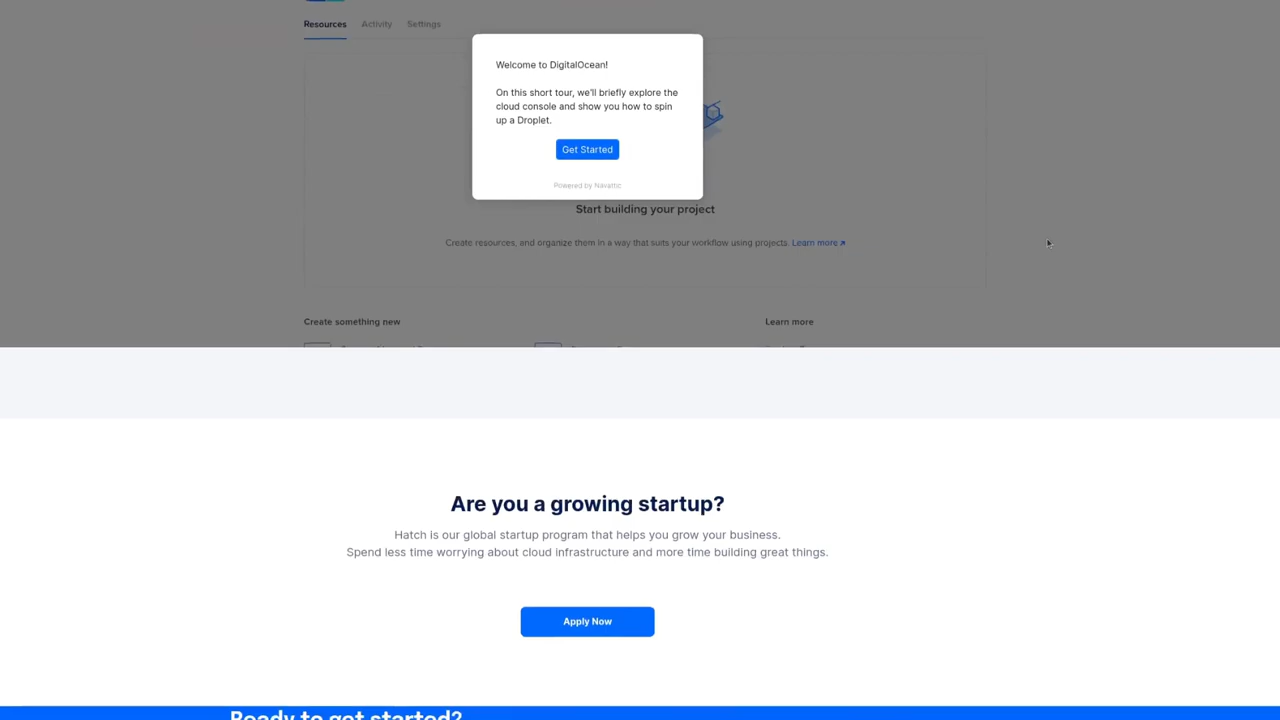 Resources Activity Settings
Welcome to DigitalOcean!
On this short tour, we'll briefly explore the
cloud console and show you how to spin
up a Droplet.
Get Started
Powered by Navattic
Start building your project
Create resources, and organize them in a way that suits your workflow using projects. Learn more
Create something new
Learn more
Are you a growing startup?
Hatch is our global startup program that helps you grow your business.
Spend less time worrying about cloud infrastructure and more time building great things.
Apply Now
Ready to get started?